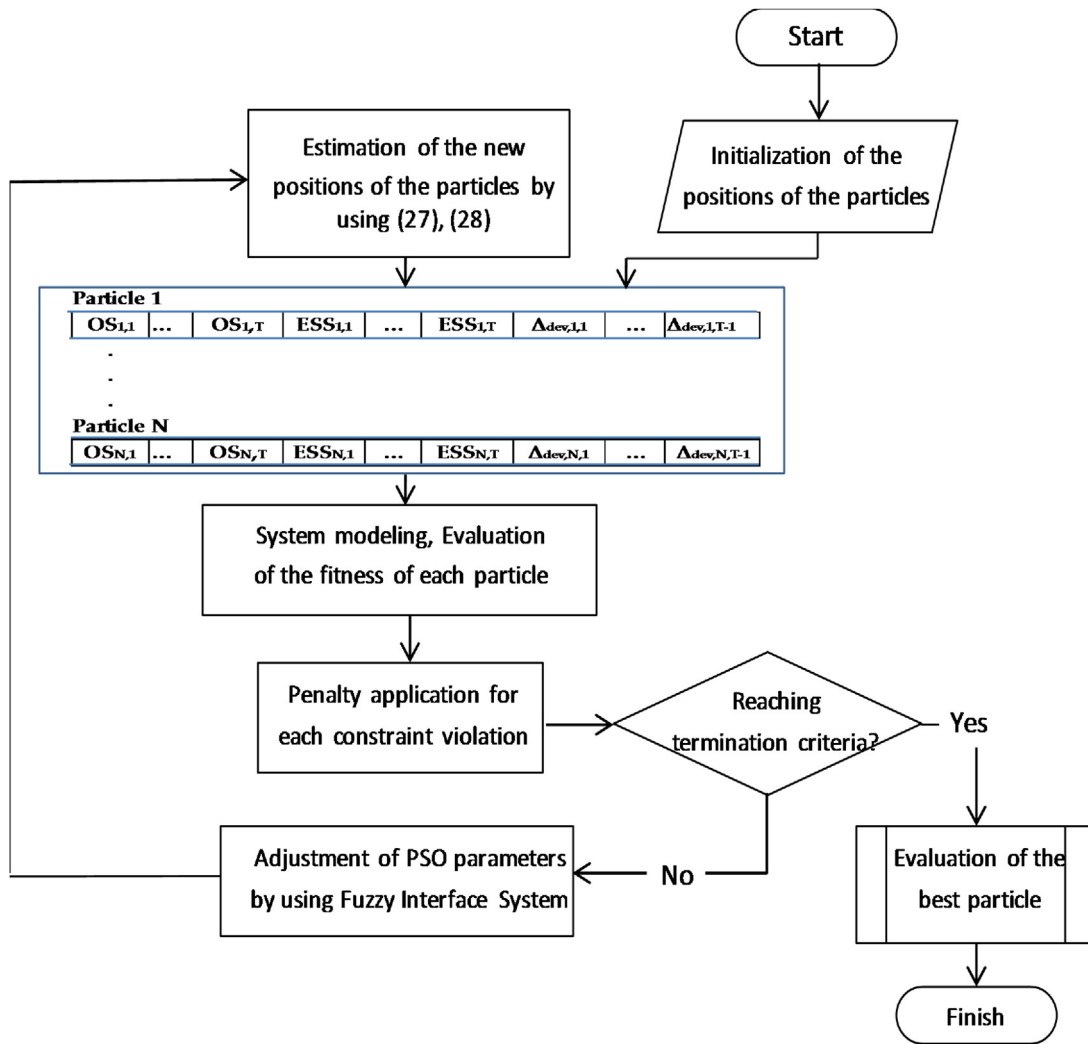 Start
Initialization of the
positions of the particles
Estimation of the new
positions of the particles by
using (27), (28)
Particle 1
OS1,1 ... OS1,T ESS1,1 ... ESS1,T Δdev,1,1 ... Δdev,1,T-1
.
.
.
Particle N
OSN,1 ... OSN,T ESSN,1 ... ESSN,T Δdev,N,1 ... Δdev,N,T-1
System modeling, Evaluation
of the fitness of each particle
Penalty application for
each constraint violation
Reaching
termination criteria?
Yes
No
Adjustment of PSO parameters
by using Fuzzy Interface System
Evaluation of the
best particle
Finish